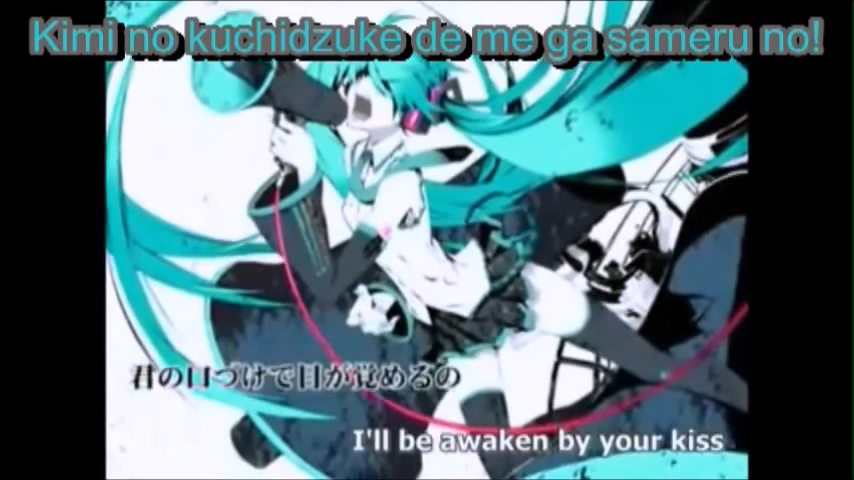 Kimi no kuchidzuke de me ga sameru no!
君の口づけで目が覚めるの
I'll be awaken by your kiss